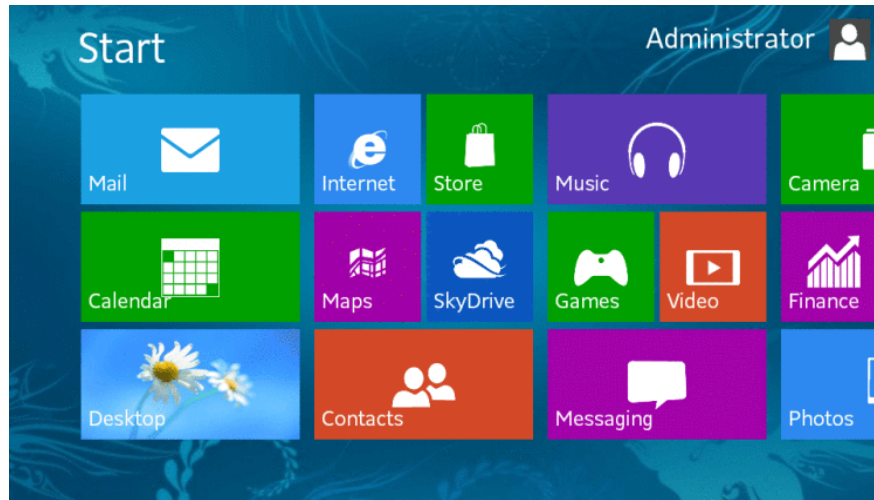 Start
Administrator
Mail
Internet
Store
Music
Camera
Calendar
Maps
SkyDrive
Games
Video
Finance
Desktop
Contacts
Messaging
Photos